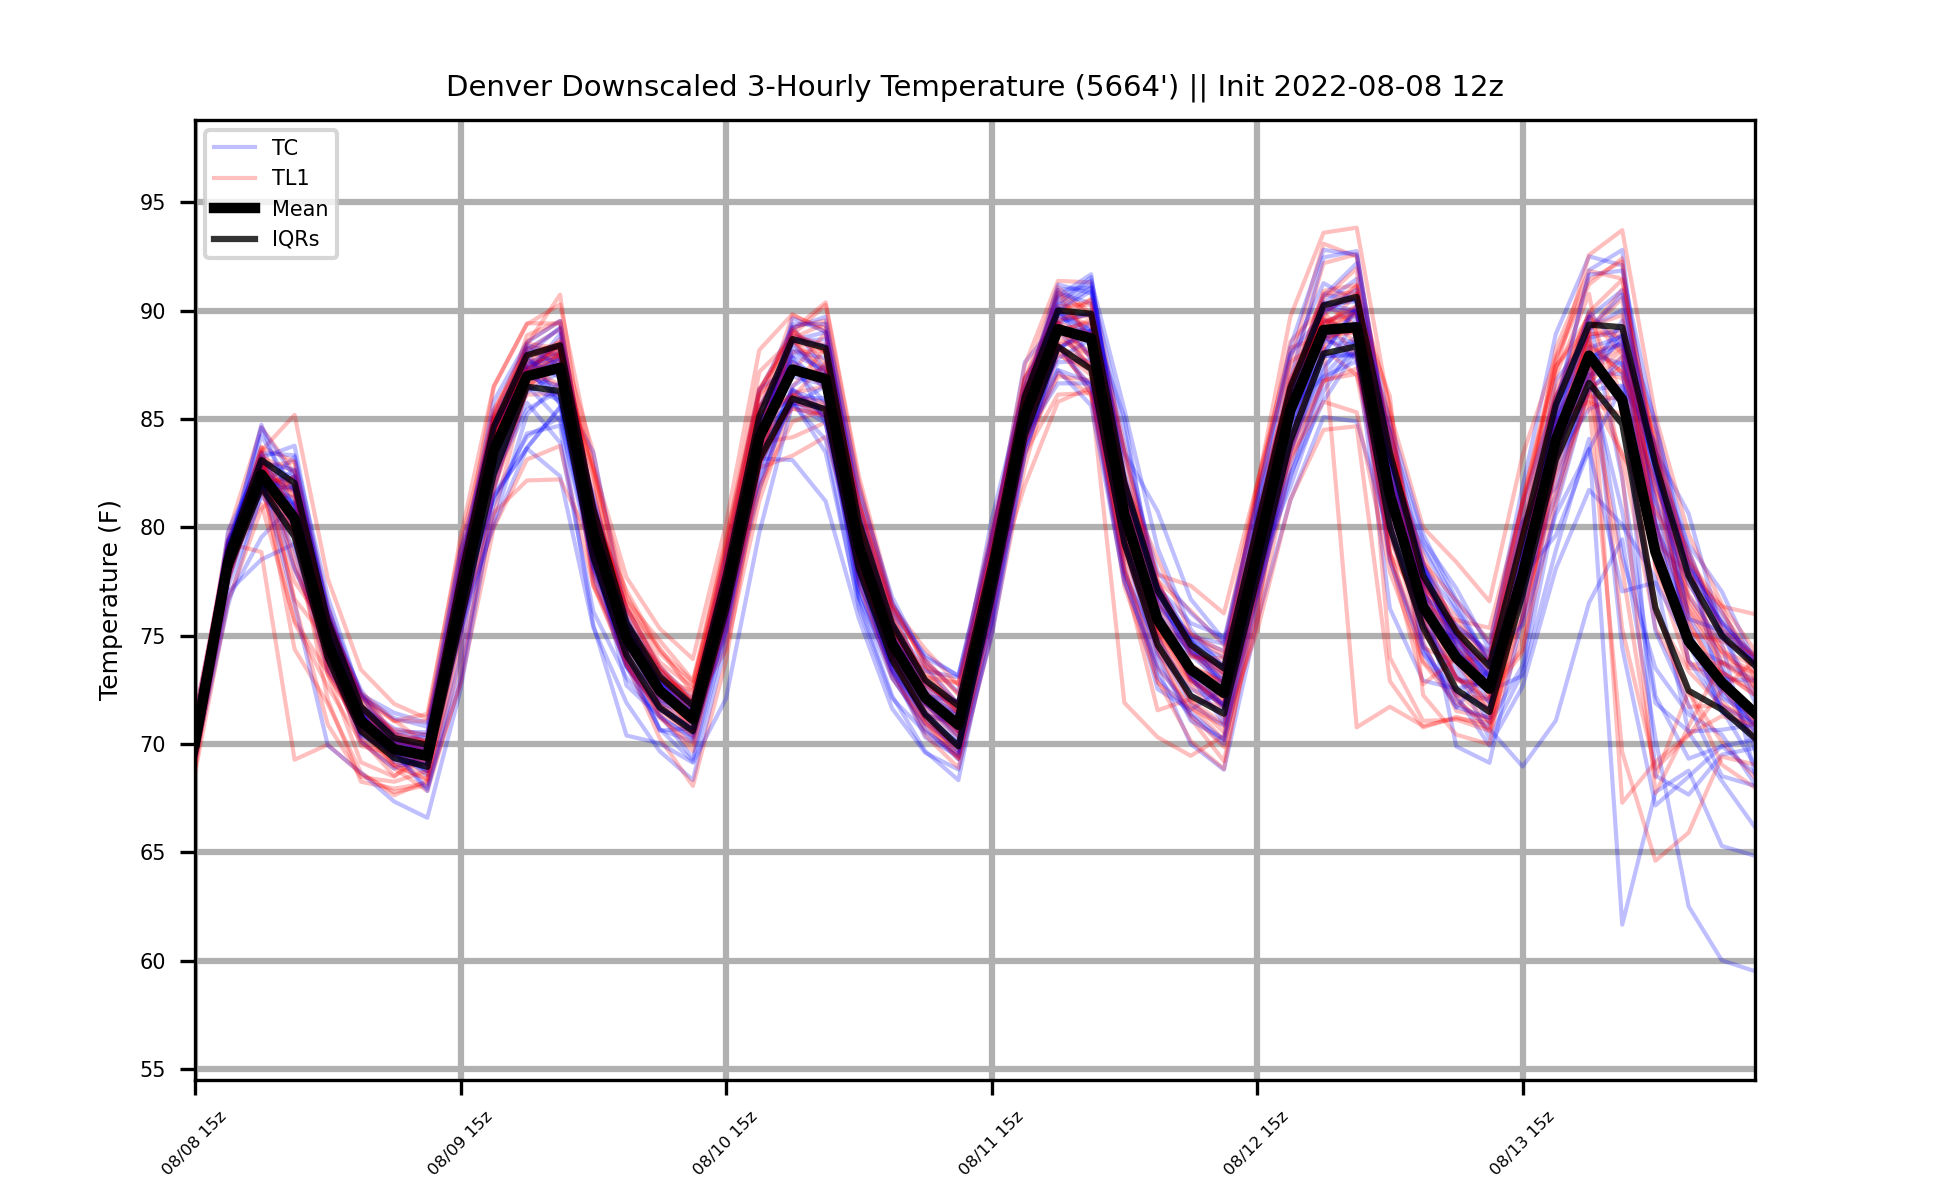 Denver Downscaled 3-Hourly Temperature (5664') || Init 2022-08-08 12z
TC
TL1
Mean
IQRs
Temperature (F)
95
90
85
80
75
70
65
60
55
08/08 15z
08/09 15z
08/10 15z
08/11 15z
08/12 15z
08/13 15z